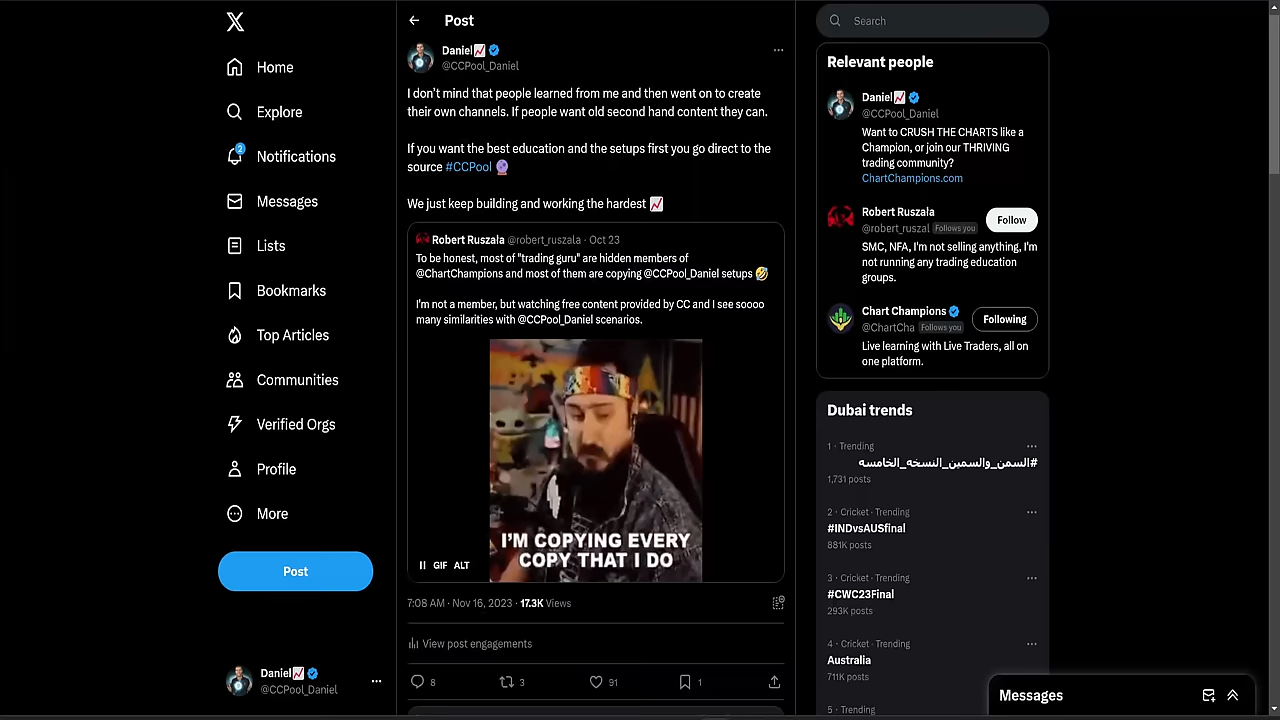 Home
Explore
2
Notifications
Messages
Lists
Bookmarks
Top Articles
Communities
Verified Orgs
Profile
More
Post
Daniel
@CCPool_Daniel
Post
Daniel
@CCPool_Daniel
I don't mind that people learned from me and then went on to create
their own channels. If people want old second hand content they can.
If you want the best education and the setups first you go direct to the
source #CCPool
We just keep building and working the hardest
Robert Ruszala @robert_ruszala · Oct 23
To be honest, most of "trading guru" are hidden members of
@ChartChampions and most of them are copying @CCPool_Daniel setups
I'm not a member, but watching free content provided by CC and I see soooo
many similarities with @CCPool_Daniel scenarios.
I'M COPYING EVERY
COPY THAT I DO
GIF ALT
7:08 AM · Nov 16, 2023 · 17.3K Views
View post engagements
8 3 91 1
Search
Relevant people
Daniel
@CCPool_Daniel
Want to CRUSH THE CHARTS like a
Champion, or join our THRIVING
trading community?
ChartChampions.com
Robert Ruszala
@robert_ruszal Follows you
Follow
SMC, NFA, I'm not selling anything, I'm
not running any trading education
groups.
Chart Champions
@ChartCha Follows you
Following
Live learning with Live Traders, all on
one platform.
Dubai trends
1 · Trending
#السمن_والسمين_النسخه_الخامسه
1,731 posts
2 · Cricket · Trending
#INDvsAUSfinal
881K posts
3 · Cricket · Trending
#CWC23Final
293K posts
4 · Cricket · Trending
Australia
711K posts
5 · Trending
Messages